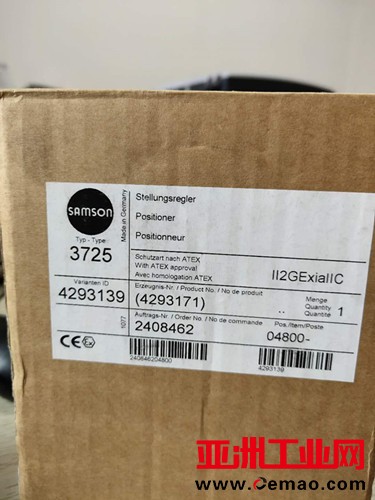 SAMSON
Made in Germany
Typ - Type
3725
Stellungsregler
Positioner
Positionneur
Schutzart nach ATEX
With ATEX approval
Avec homologation ATEX
II2GExiaIIC
Varianten ID
4293139
Erzeugnis-Nr. / Product No. / No de produit
(4293171)
..
Menge
Quantity
Quantité
1
1077
Auftrags-Nr. / Order No. / No de commande
2408462
Pos./Item/Poste
04800-
CE Ex
240846204800
4293139
亚洲工业网
www.Cemao.com